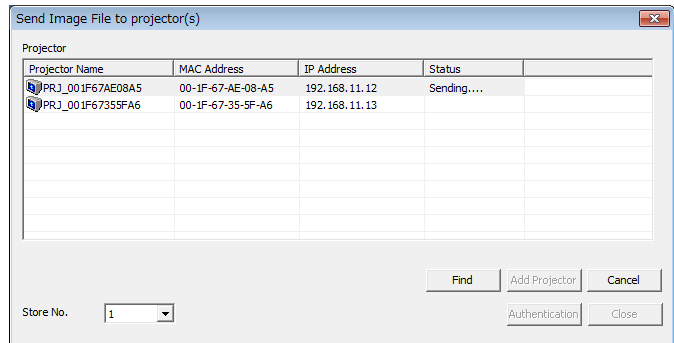 Send Image File to projector(s)
Projector
Projector Name MAC Address IP Address Status
PRJ_001F67AE08A5 00-1F-67-AE-08-A5 192.168.11.12 Sending....
PRJ_001F67355FA6 00-1F-67-35-5F-A6 192.168.11.13
Find Add Projector Cancel
Store No. 1 Authentication Close